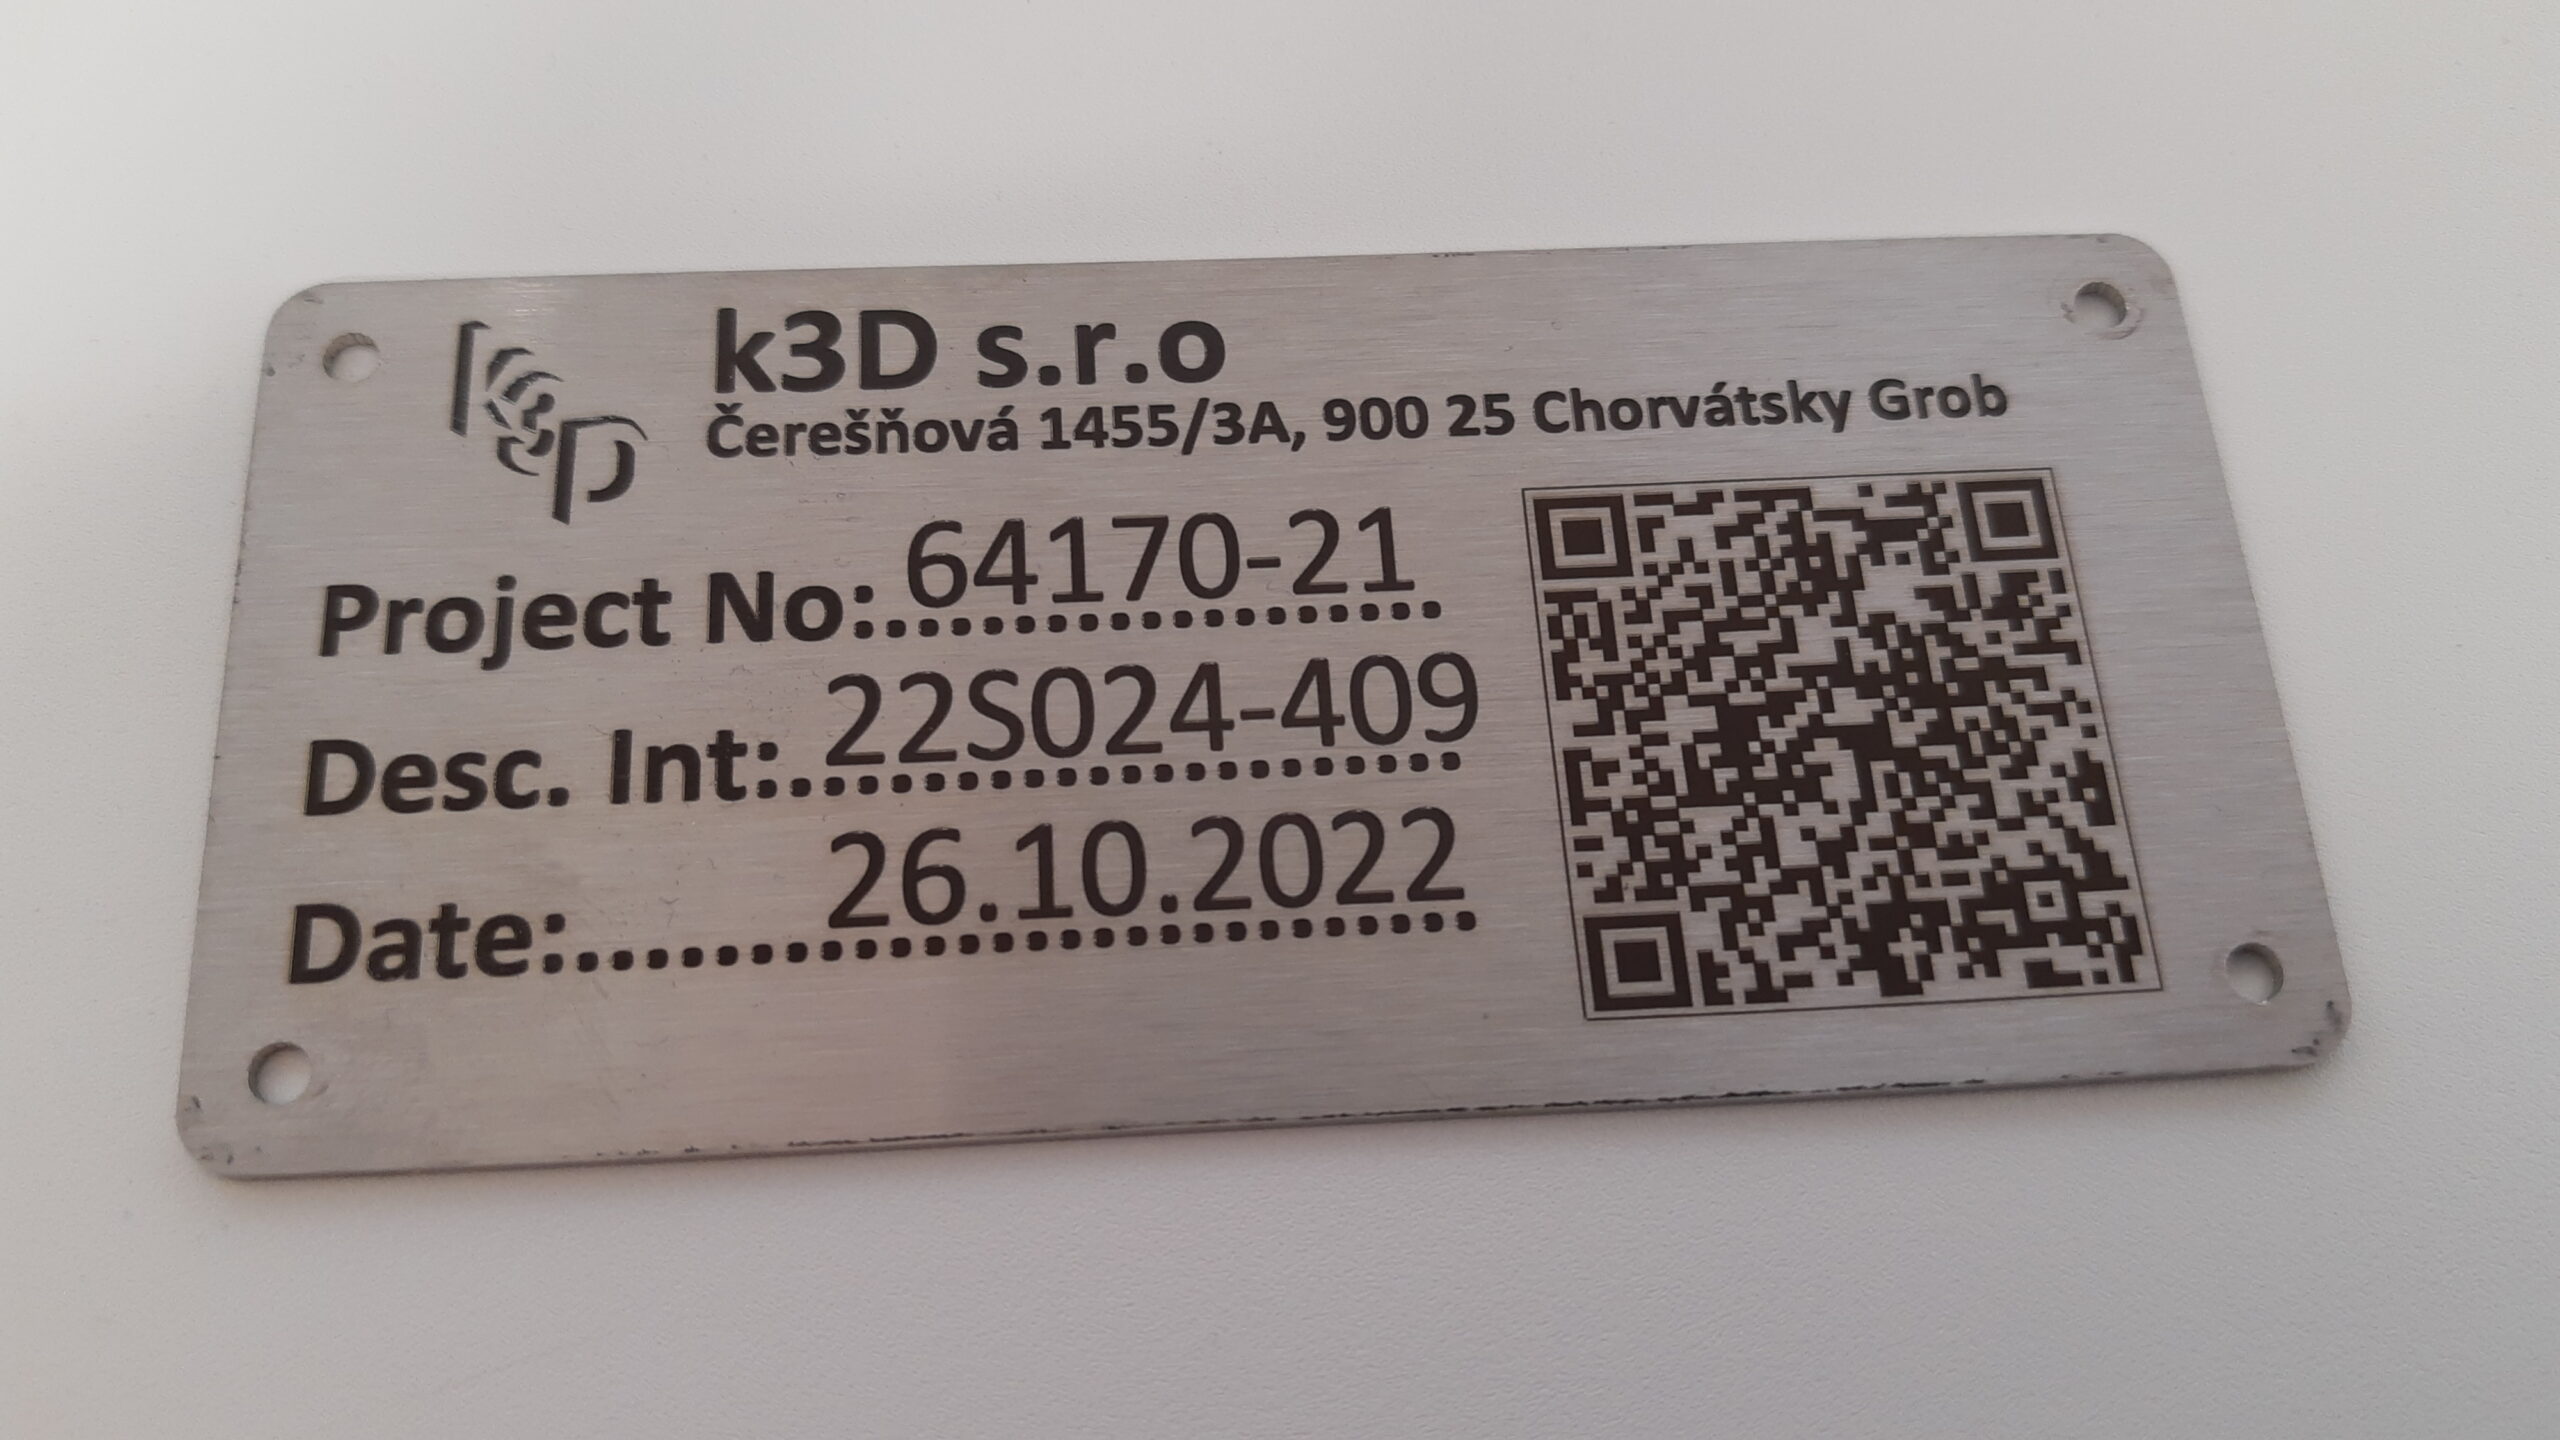 k3D s.r.o
Čerešňová 1455/3A, 900 25 Chorvátsky Grob
Project No:..................64170-21
Desc. Int:....................22S024-409
Date:..........................26.10.2022